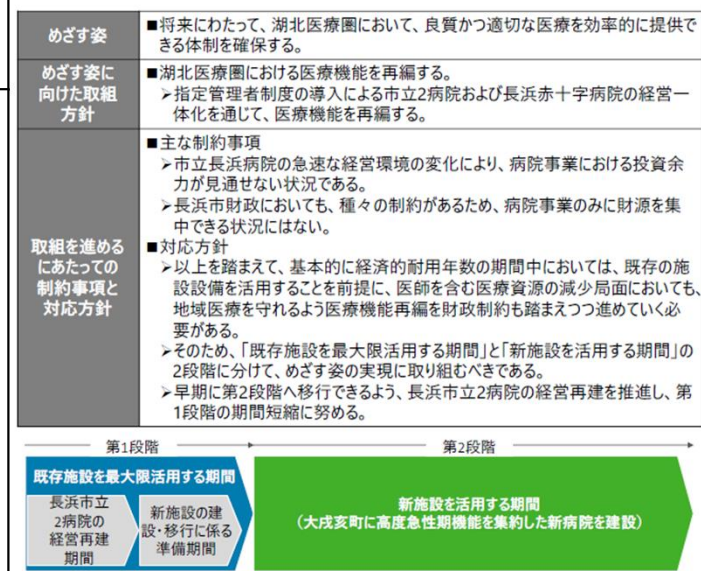 めざす姿
■将来にわたって、湖北医療圏において、良質かつ適切な医療を効率的に提供で
きる体制を確保する。
めざす姿に
向けた取組
方針
■湖北医療圏における医療機能を再編する。
➢指定管理者制度の導入による市立2病院および長浜赤十字病院の経営一
体化を通じて、医療機能を再編する。
取組を進める
にあたっての
制約事項と
対応方針
■主な制約事項
➢市立長浜病院の急速な経営環境の変化により、病院事業における投資余
力が見通せない状況である。
➢長浜市財政においても、種々の制約があるため、病院事業のみに財源を集
中できる状況にはない。
■対応方針
➢以上を踏まえて、基本的に経済的耐用年数の期間中においては、既存の施
設設備を活用することを前提に、医師を含む医療資源の減少局面においても、
地域医療を守れるよう医療機能再編を財政制約も踏まえつつ進めていく必
要がある。
➢そのため、「既存施設を最大限活用する期間」と「新施設を活用する期間」の
2段階に分けて、めざす姿の実現に取り組むべきである。
➢早期に第2段階へ移行できるよう、長浜市立2病院の経営再建を推進し、第
1段階の期間短縮に努める。
第1段階
第2段階
既存施設を最大限活用する期間
長浜市立
2病院の
経営再建
期間
新施設の建
設・移行に係る
準備期間
新施設を活用する期間
(大戌亥町に高度急性期機能を集約した新病院を建設)